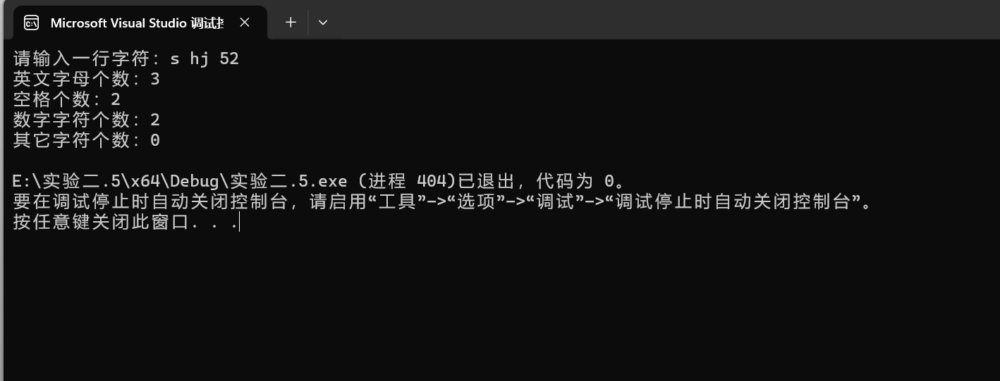 Microsoft Visual Studio 调试
请输入一行字符：s hj 52
英文字母个数：3
空格个数：2
数字字符个数：2
其它字符个数：0
E:\实验二.5\x64\Debug\实验二.5.exe (进程 404)已退出，代码为 0。
要在调试停止时自动关闭控制台，请启用“工具”->“选项”->“调试”->“调试停止时自动关闭控制台”。
按任意键关闭此窗口. . .